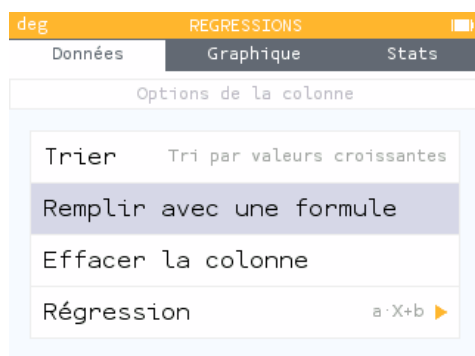 deg REGRESSIONS
Données Graphique Stats
Options de la colonne
Trier Tri par valeurs croissantes
Remplir avec une formule
Effacer la colonne
Régression a·X+b